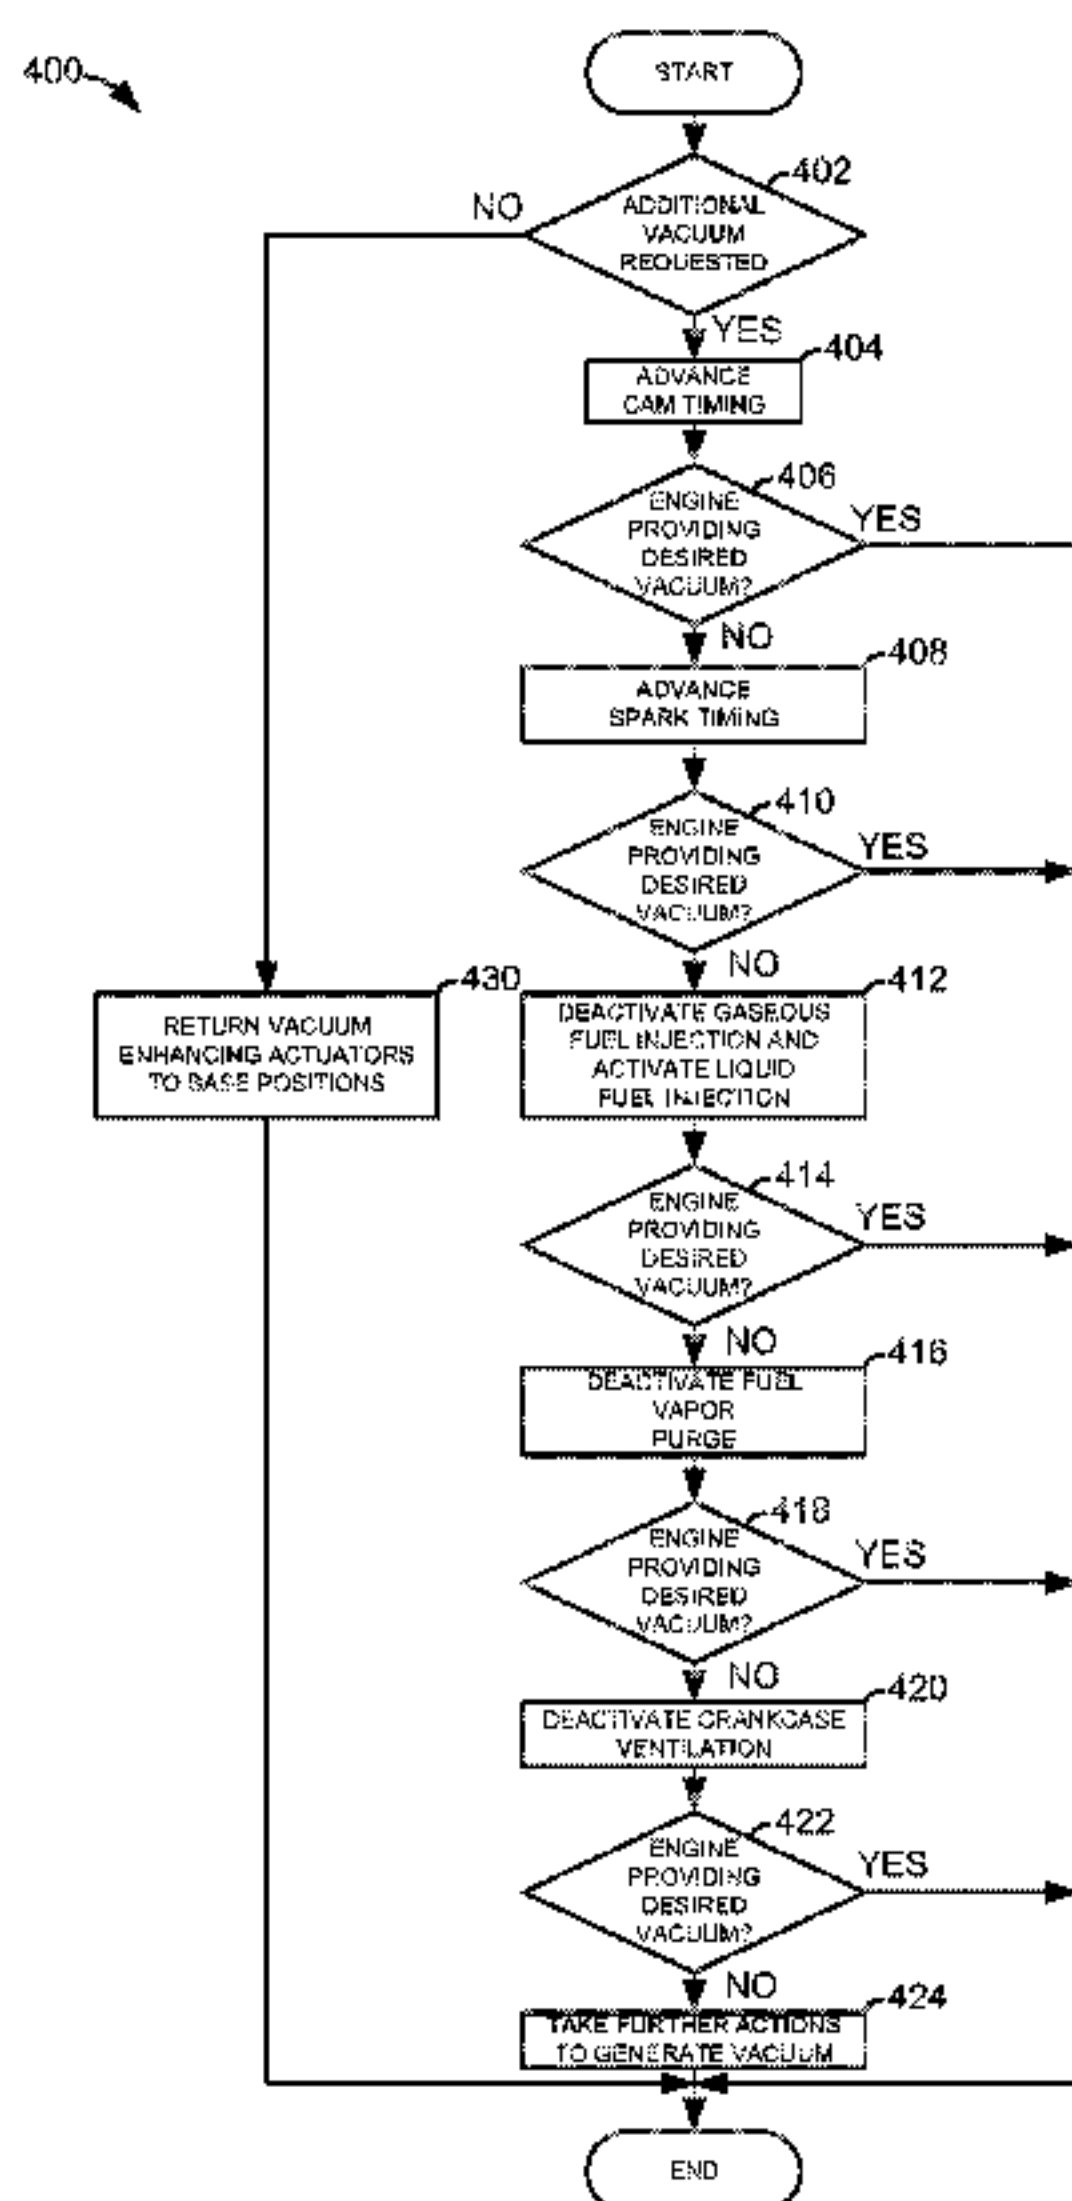 400
START
402
NO
ADDITIONAL
VACUUM
REQUESTED
YES
404
ADVANCE
CAM TIMING
406
ENGINE
PROVIDING
DESIRED
VACUUM?
YES
NO
408
ADVANCE
SPARK TIMING
410
ENGINE
PROVIDING
DESIRED
VACUUM?
YES
NO
430
RETURN VACUUM
ENHANCING ACTUATORS
TO BASE POSITIONS
412
DEACTIVATE GASEOUS
FUEL INJECTION AND
ACTIVATE LIQUID
FUEL INJECTION
414
ENGINE
PROVIDING
DESIRED
VACUUM?
YES
NO
416
DEACTIVATE FUEL
VAPOR
PURGE
418
ENGINE
PROVIDING
DESIRED
VACUUM?
YES
NO
420
DEACTIVATE CRANKCASE
VENTILATION
422
ENGINE
PROVIDING
DESIRED
VACUUM?
YES
NO
424
TAKE FURTHER ACTIONS
TO GENERATE VACUUM
END